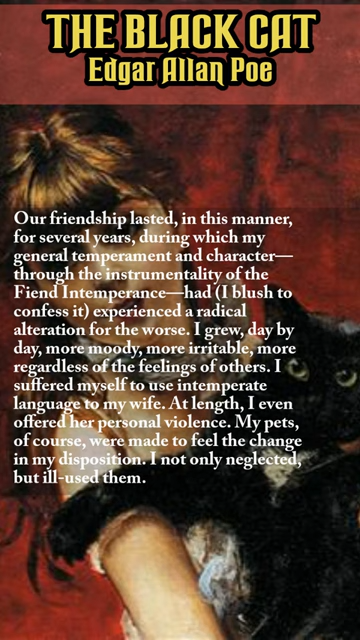 THE BLACK CAT
Edgar Allan Poe
Our friendship lasted, in this manner,
for several years, during which my
general temperament and character—
through the instrumentality of the
Fiend Intemperance—had (I blush to
confess it) experienced a radical
alteration for the worse. I grew, day by
day, more moody, more irritable, more
regardless of the feelings of others. I
suffered myself to use intemperate
language to my wife. At length, I even
offered her personal violence. My pets,
of course, were made to feel the change
in my disposition. I not only neglected,
but ill-used them.